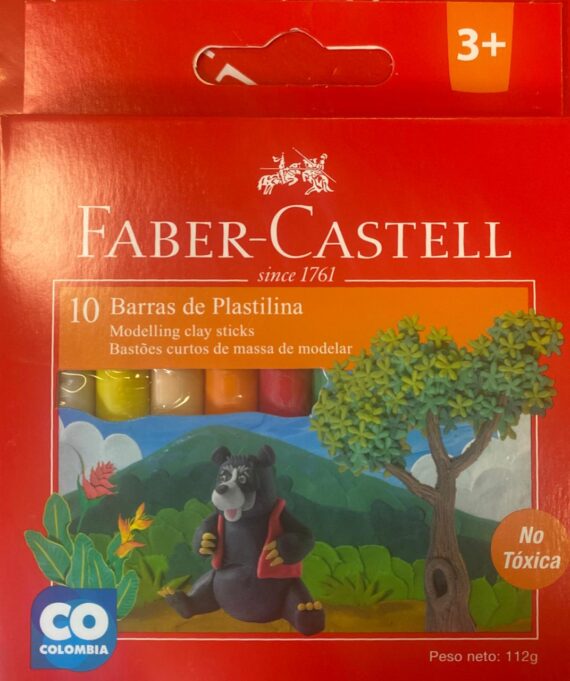 3+
FABER-CASTELL
since 1761
10 Barras de Plastilina
Modelling clay sticks
Bastões curtos de massa de modelar
No
Tóxica
CO
COLOMBIA
Peso neto: 112g